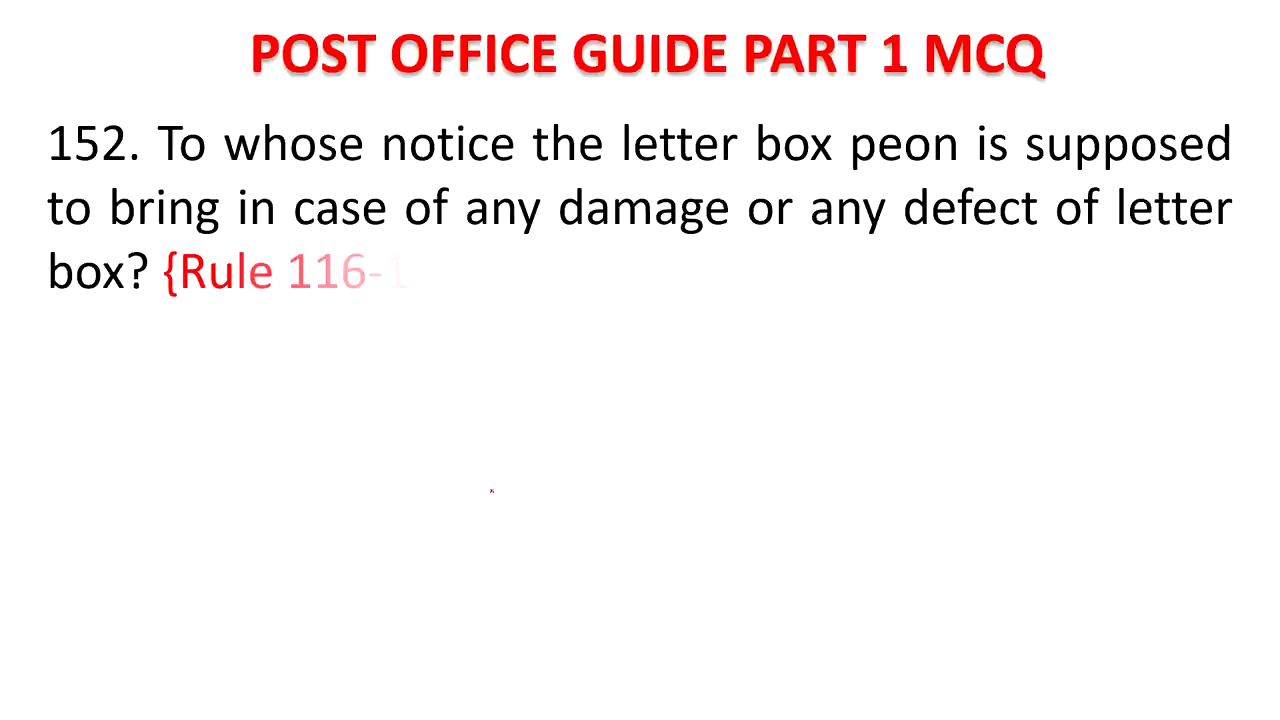 POST OFFICE GUIDE PART 1 MCQ
152. To whose notice the letter box peon is supposed
to bring in case of any damage or any defect of letter
box? {Rule 116-1